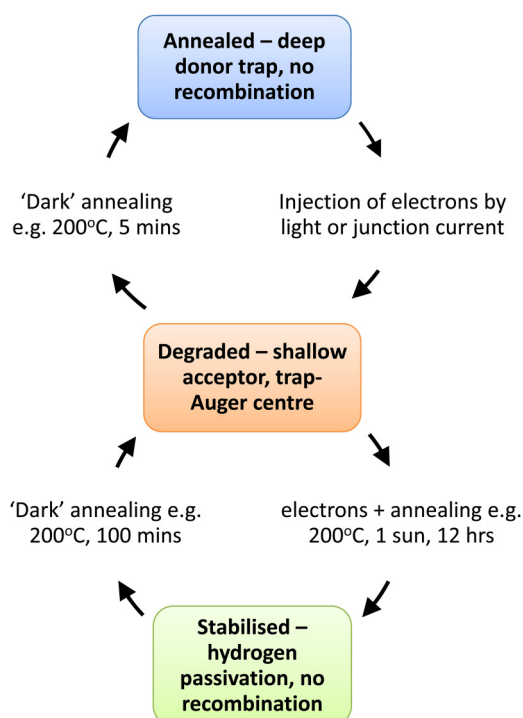 Annealed – deep
donor trap, no
recombination
‘Dark’ annealing
e.g. 200°C, 5 mins
Injection of electrons by
light or junction current
Degraded – shallow
acceptor, trap-
Auger centre
‘Dark’ annealing e.g.
200°C, 100 mins
electrons + annealing e.g.
200°C, 1 sun, 12 hrs
Stabilised –
hydrogen
passivation, no
recombination